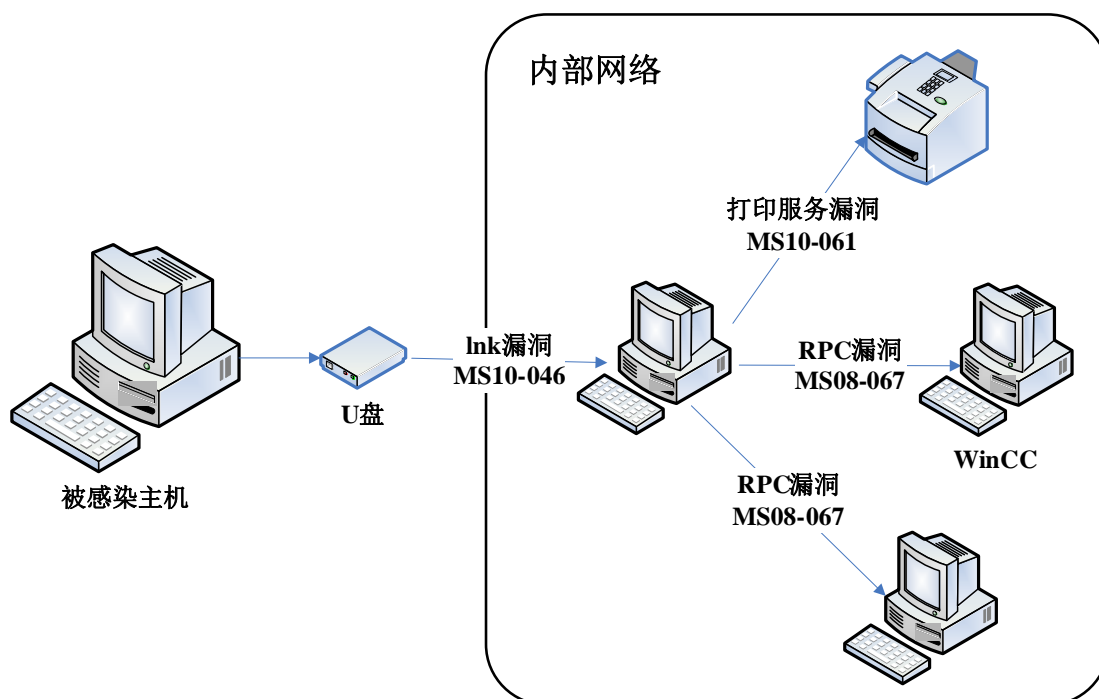 内部网络
打印服务漏洞
MS10-061
lnk漏洞
MS10-046
RPC漏洞
MS08-067
U盘
WinCC
被感染主机
RPC漏洞
MS08-067